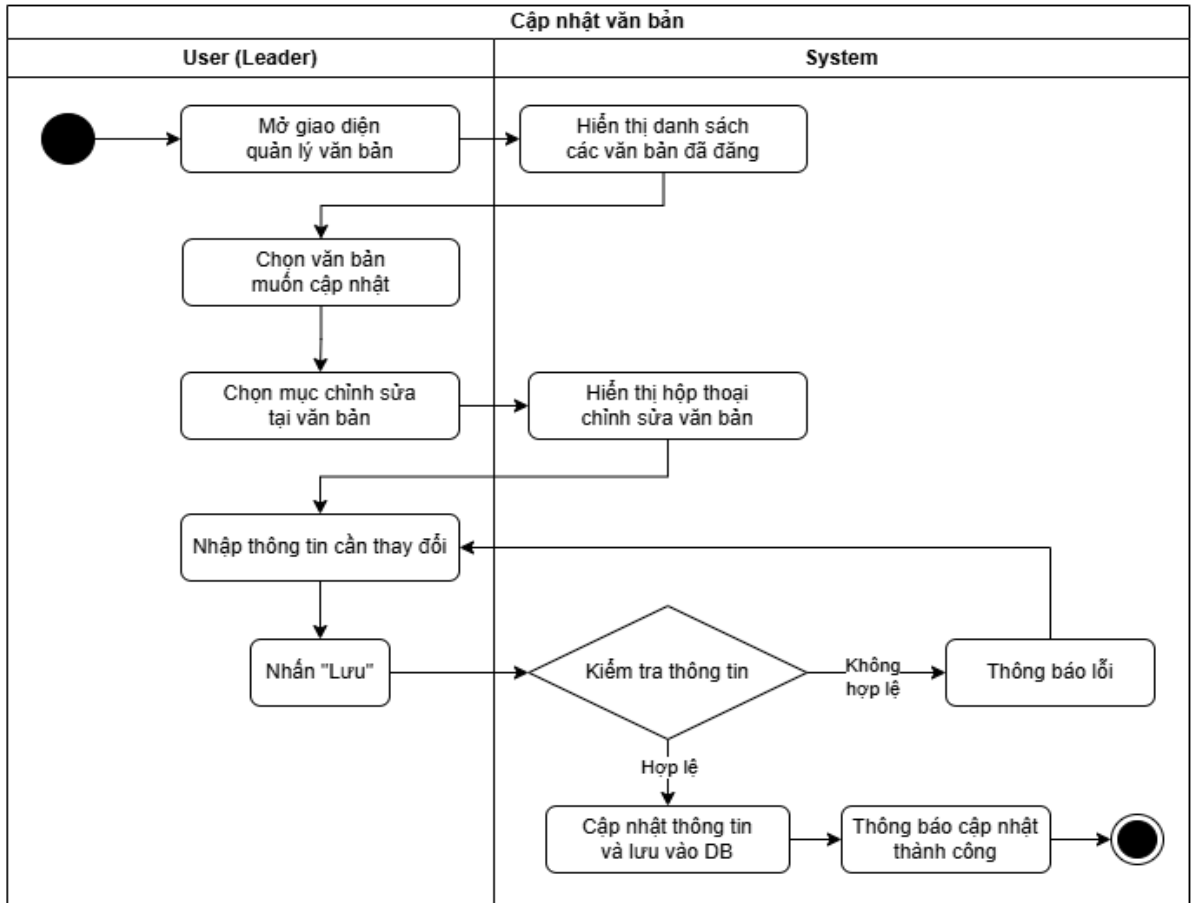 Cập nhật văn bản
User (Leader)
System
Mở giao diện
quản lý văn bản
Hiển thị danh sách
các văn bản đã đăng
Chọn văn bản
muốn cập nhật
Chọn mục chỉnh sửa
tại văn bản
Hiển thị hộp thoại
chỉnh sửa văn bản
Nhập thông tin cần thay đổi
Nhấn "Lưu"
Kiểm tra thông tin
Không
hợp lệ
Thông báo lỗi
Hợp lệ
Cập nhật thông tin
và lưu vào DB
Thông báo cập nhật
thành công